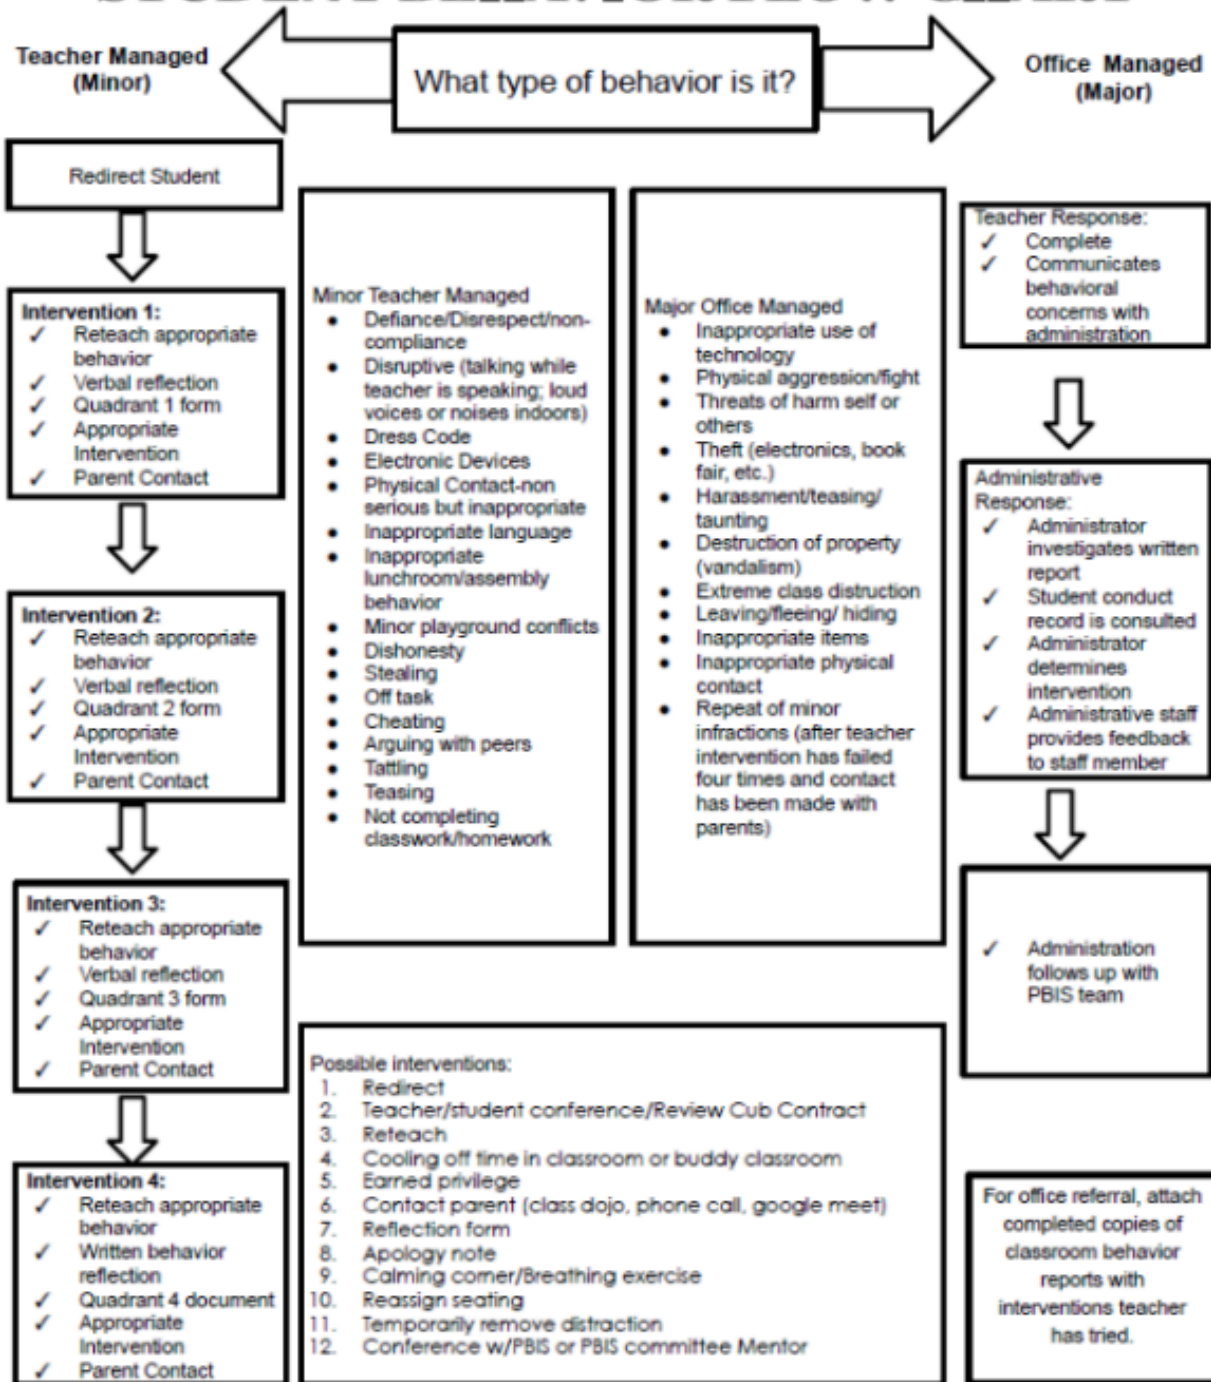 Teacher Managed
(Minor)
What type of behavior is it?
Office Managed
(Major)
Redirect Student
Intervention 1:
✓ Reteach appropriate
behavior
✓ Verbal reflection
✓ Quadrant 1 form
✓ Appropriate
Intervention
✓ Parent Contact
Intervention 2:
✓ Reteach appropriate
behavior
✓ Verbal reflection
✓ Quadrant 2 form
✓ Appropriate
Intervention
✓ Parent Contact
Intervention 3:
✓ Reteach appropriate
behavior
✓ Verbal reflection
✓ Quadrant 3 form
✓ Appropriate
Intervention
✓ Parent Contact
Intervention 4:
✓ Reteach appropriate
behavior
✓ Written behavior
reflection
✓ Quadrant 4 document
✓ Appropriate
Intervention
✓ Parent Contact
Minor Teacher Managed
• Defiance/Disrespect/non-
compliance
• Disruptive (talking while
teacher is speaking; loud
voices or noises indoors)
• Dress Code
• Electronic Devices
• Physical Contact-non
serious but inappropriate
• Inappropriate language
• Inappropriate
lunchroom/assembly
behavior
• Minor playground conflicts
• Dishonesty
• Stealing
• Off task
• Cheating
• Arguing with peers
• Tattling
• Teasing
• Not completing
classwork/homework
Major Office Managed
• Inappropriate use of
technology
• Physical aggression/fight
• Threats of harm self or
others
• Theft (electronics, book
fair, etc.)
• Harassment/teasing/
taunting
• Destruction of property
(vandalism)
• Extreme class distruction
• Leaving/fleeing/ hiding
• Inappropriate items
• Inappropriate physical
contact
• Repeat of minor
infractions (after teacher
intervention has failed
four times and contact
has been made with
parents)
Possible interventions:
1. Redirect
2. Teacher/student conference/Review Cub Contract
3. Reteach
4. Cooling off time in classroom or buddy classroom
5. Earned privilege
6. Contact parent (class dojo, phone call, google meet)
7. Reflection form
8. Apology note
9. Calming corner/Breathing exercise
10. Reassign seating
11. Temporarily remove distraction
12. Conference w/PBIS or PBIS committee Mentor
Teacher Response:
✓ Complete
✓ Communicates
behavioral
concerns with
administration
Administrative
Response:
✓ Administrator
investigates written
report
✓ Student conduct
record is consulted
✓ Administrator
determines
intervention
✓ Administrative staff
provides feedback
to staff member
✓ Administration
follows up with
PBIS team
For office referral, attach
completed copies of
classroom behavior
reports with
interventions teacher
has tried.